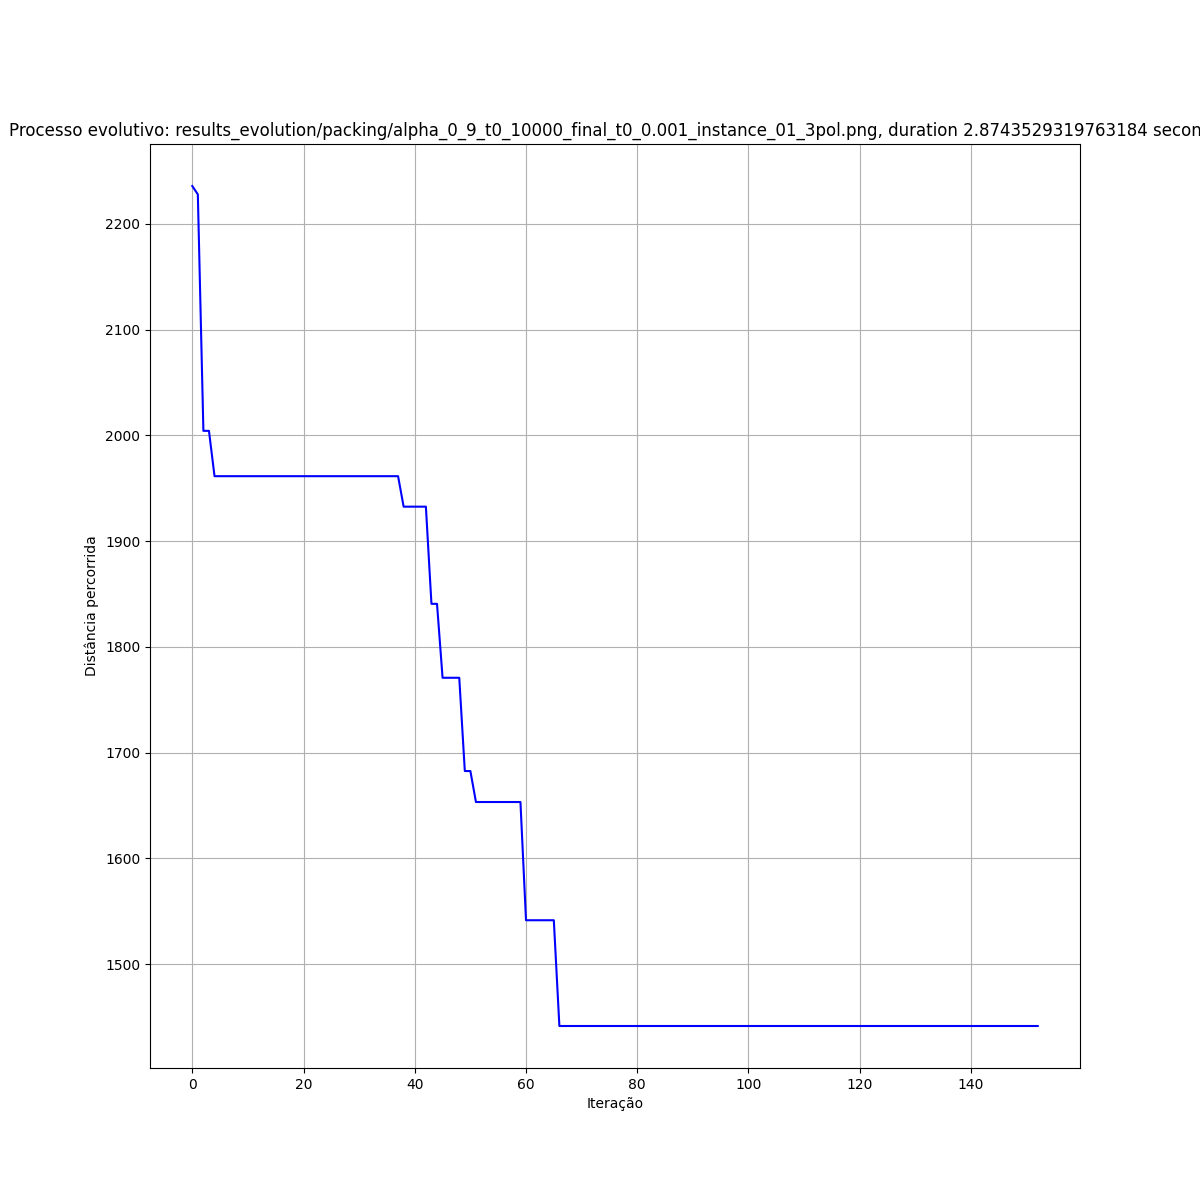 Processo evolutivo: results_evolution/packing/alpha_0_9_t0_10000_final_t0_0.001_instance_01_3pol.png, duration 2.8743529319763184 secon
2200
2100
2000
1900
1800
1700
1600
1500
Distância percorrida
0 20 40 60 80 100 120 140
Iteração